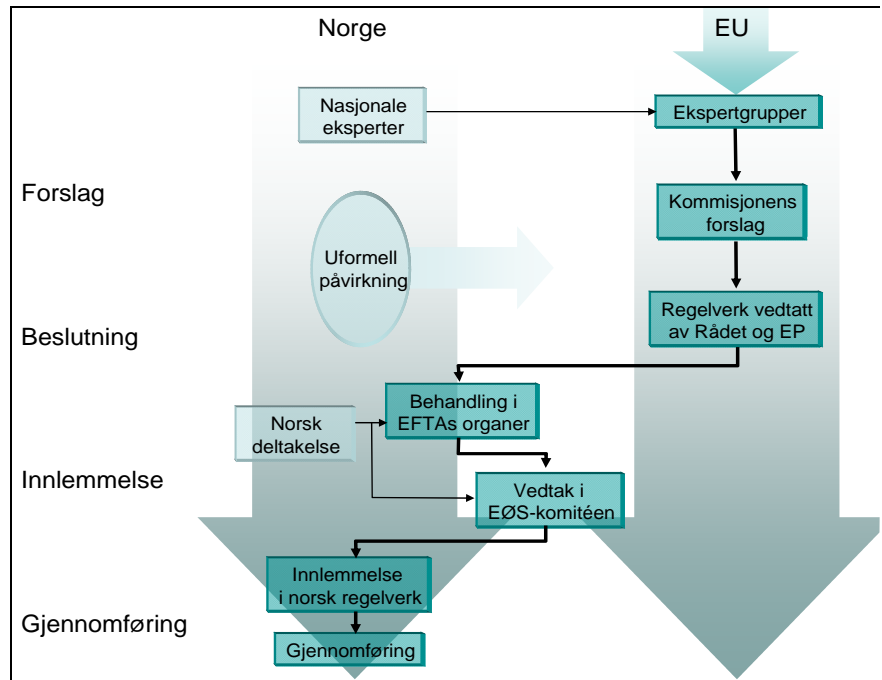 Norge
EU
Nasjonale
eksperter
Ekspertgrupper
Forslag
Kommisjonens
forslag
Uformell
påvirkning
Regelverk vedtatt
av Rådet og EP
Beslutning
Behandling i
EFTAs organer
Norsk
deltakelse
Innlemmelse
Vedtak i
EØS-komitéen
Innlemmelse
i norsk regelverk
Gjennomføring
Gjennomføring